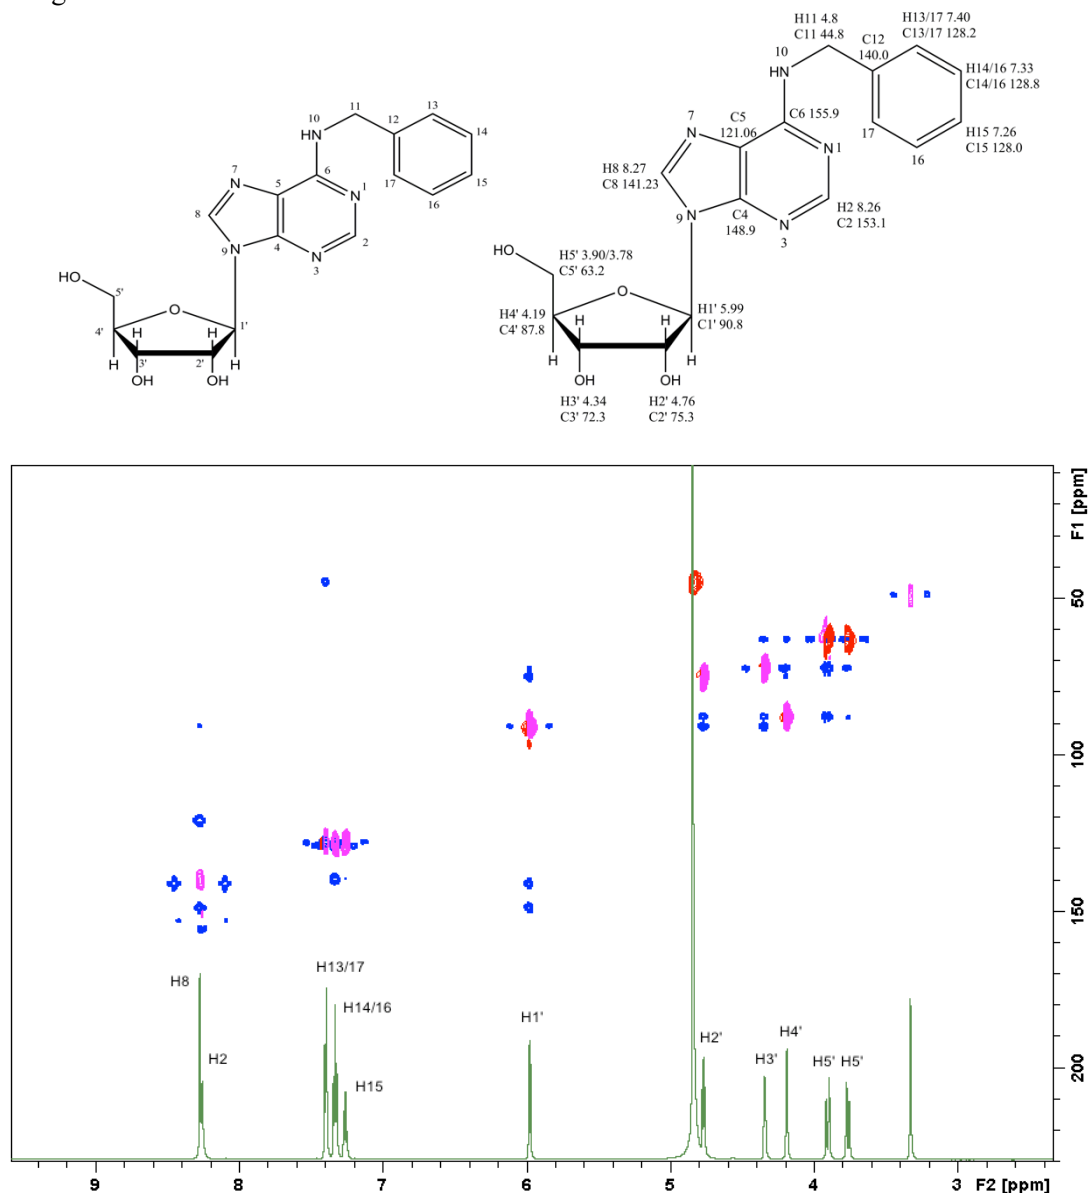 H11 4.8
C11 44.8
H13/17 7.40
C13/17 128.2
C12
140.0
10
HN
H14/16 7.33
C14/16 128.8
H15 7.26
C15 128.0
17
16
C6 155.9
C5
121.06
7
N
N
1
H8 8.27
C8 141.23
H2 8.26
C2 153.1
C4
148.9
9
N
N
3
HO
H5' 3.90/3.78
C5' 63.2
O
H1' 5.99
C1' 90.8
H4' 4.19
C4' 87.8
H
H
H
H
OH
OH
H3' 4.34
C3' 72.3
H2' 4.76
C2' 75.3
11
10
HN
12
13
14
15
16
17
6
7
N
5
N
1
8
9
N
4
N
3
2
HO
5'
O
4'
1'
H
H
H
H
3'
2'
OH
OH
F1 [ppm]
50
100
150
200
H8
H2
H13/17
H14/16
H15
H1'
H2'
H3'
H4'
H5'
H5'
9
8
7
6
5
4
3
F2 [ppm]